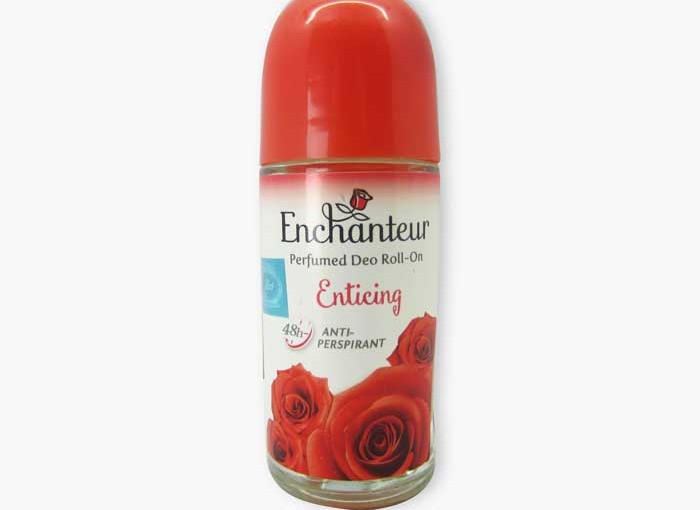 Enchanteur
Perfumed Deo Roll-On
Enticing
48h
ANTI-
PERSPIRANT